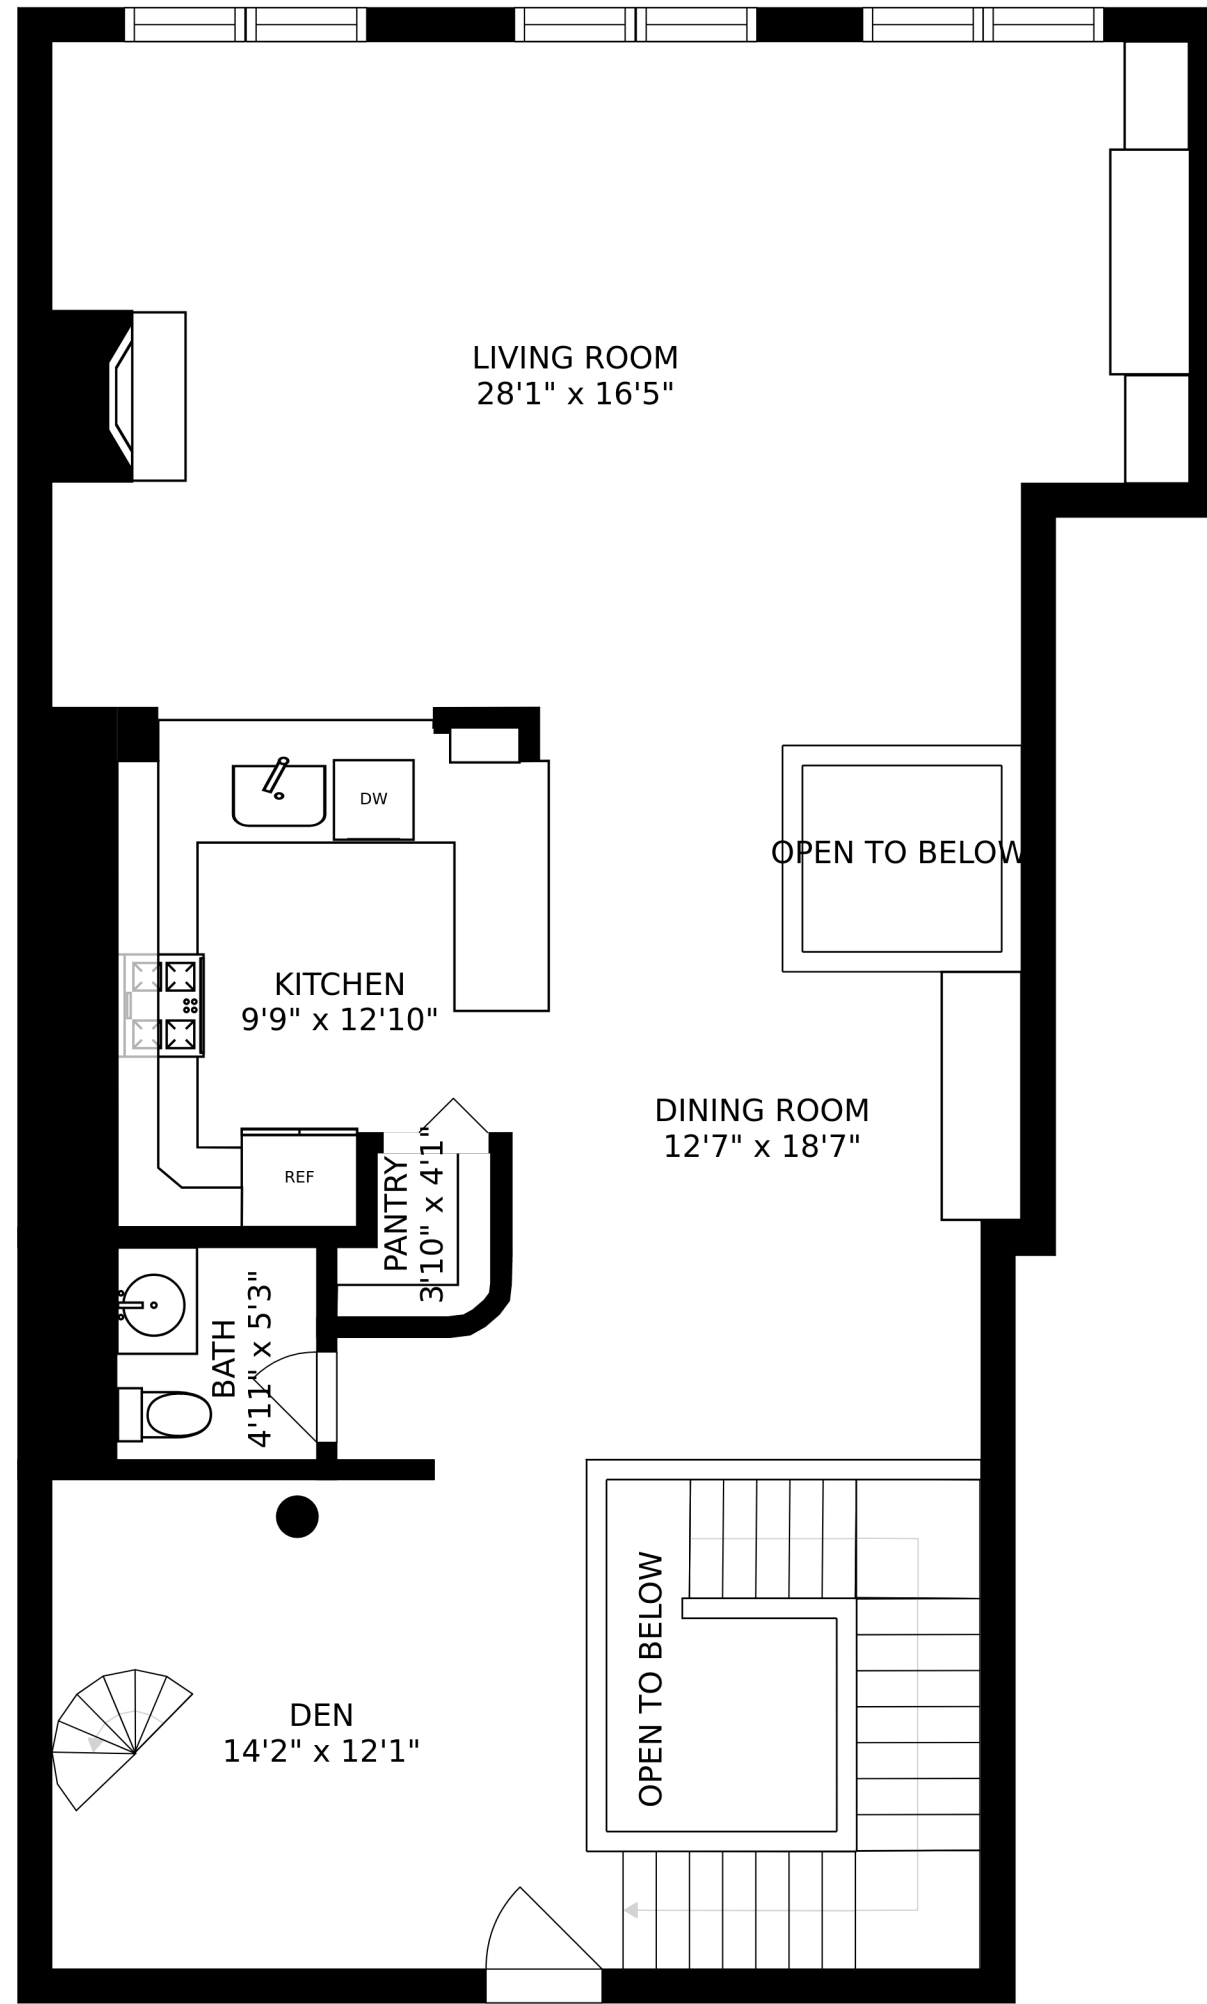 LIVING ROOM
28'1" x 16'5"
DW
OPEN TO BELOW
KITCHEN
9'9" x 12'10"
DINING ROOM
12'7" x 18'7"
REF
PANTRY
3'10" x 4'1"
BATH
4'11" x 5'3"
OPEN TO BELOW
DEN
14'2" x 12'1"